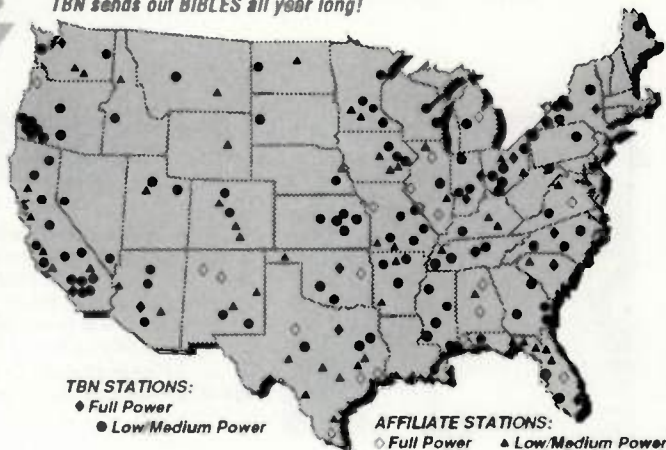 TBN sends out BIBLES all year long!
TBN STATIONS:
◆ Full Power
● Low/Medium Power
AFFILIATE STATIONS:
◇ Full Power ▲ Low/Medium Power